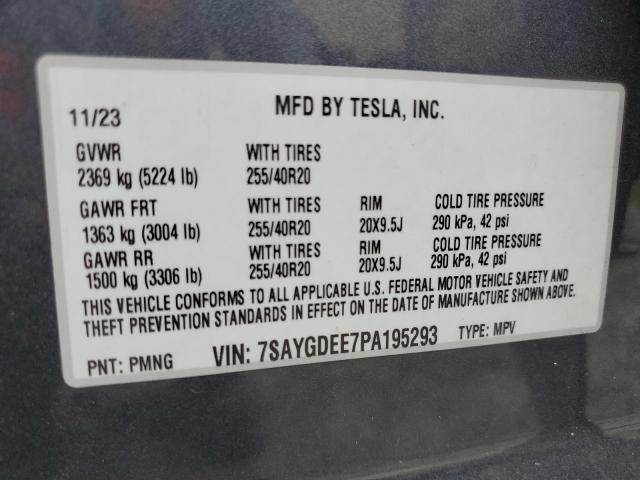 11/23 MFD BY TESLA, INC.
GVWR WITH TIRES
2369 kg (5224 lb) 255/40R20
GAWR FRT WITH TIRES RIM COLD TIRE PRESSURE
1363 kg (3004 lb) 255/40R20 20X9.5J 290 kPa, 42 psi
GAWR RR WITH TIRES RIM COLD TIRE PRESSURE
1500 kg (3306 lb) 255/40R20 20X9.5J 290 kPa, 42 psi
THIS VEHICLE CONFORMS TO ALL APPLICABLE U.S. FEDERAL MOTOR VEHICLE SAFETY AND
THEFT PREVENTION STANDARDS IN EFFECT ON THE DATE OF MANUFACTURE SHOWN ABOVE.
PNT: PMNG VIN: 7SAYGDEE7PA195293 TYPE: MPV